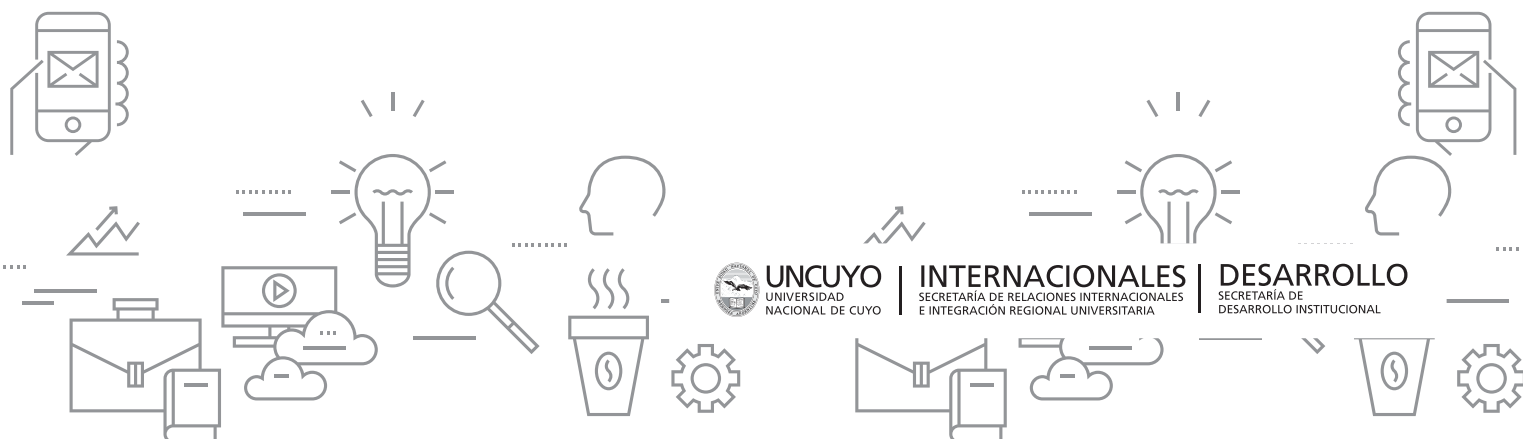 UNCUYO
UNIVERSIDAD
NACIONAL DE CUYO
INTERNACIONALES
SECRETARÍA DE RELACIONES INTERNACIONALES
E INTEGRACIÓN REGIONAL UNIVERSITARIA
DESARROLLO
SECRETARÍA DE
DESARROLLO INSTITUCIONAL